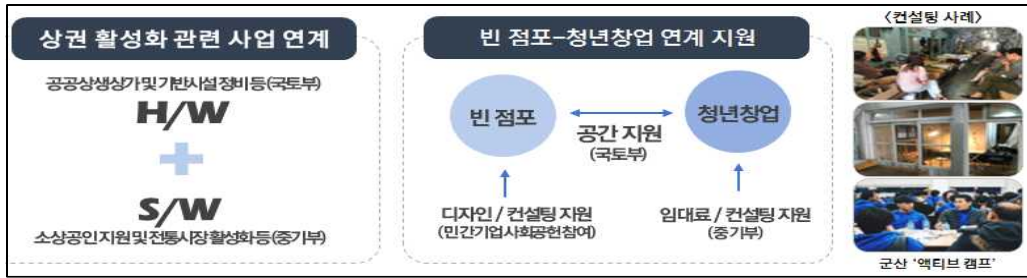 상권 활성화 관련 사업 연계
공공상생상가 및 기반시설 정비 등(국토부)
H/W
+
S/W
소상공인 지원 및 전통시장 활성화 등(중기부)
빈 점포-청년창업 연계 지원
빈 점포
청년창업
공간 지원
(국토부)
디자인 / 컨설팅 지원
(민간기업 사회공헌 참여)
임대료 / 컨설팅 지원
(중기부)
〈컨설팅 사례〉
군산 ‘액티브 캠프’